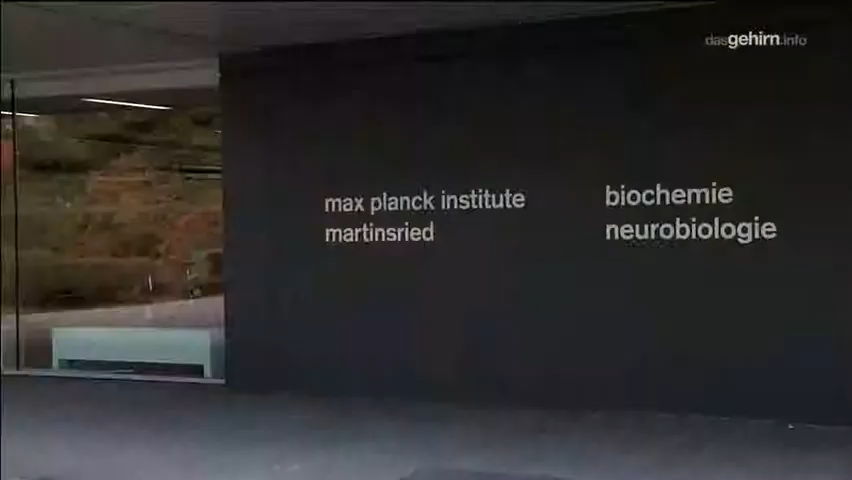 dasgehirn.info
max planck institute
martinsried
biochemie
neurobiologie